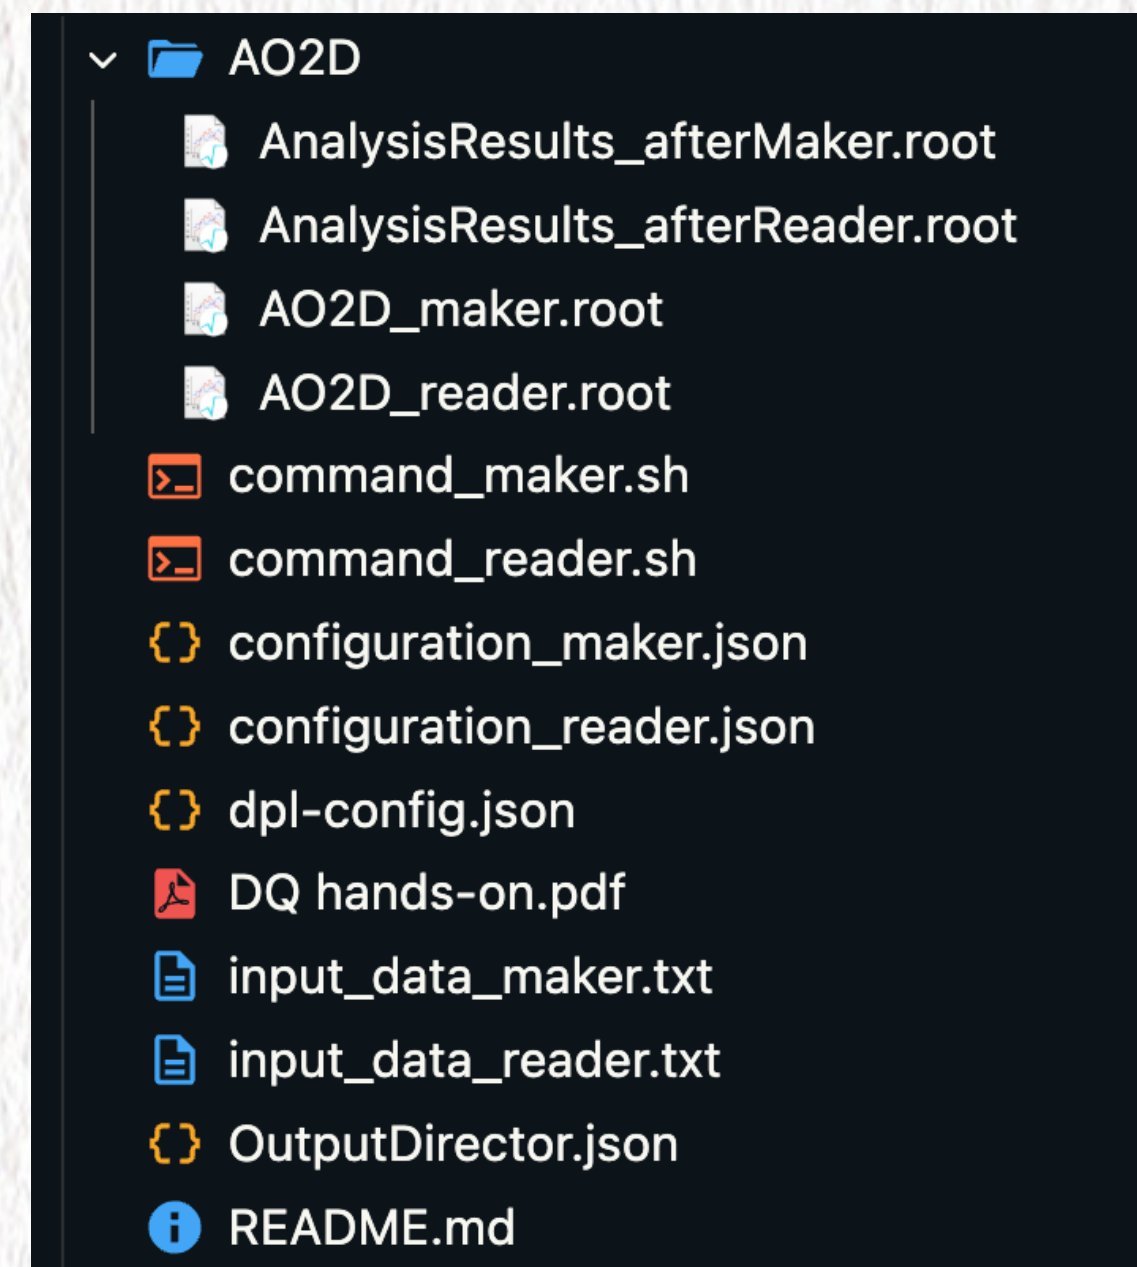 AO2D
AnalysisResults_afterMaker.root
AnalysisResults_afterReader.root
AO2D_maker.root
AO2D_reader.root
command_maker.sh
command_reader.sh
configuration_maker.json
configuration_reader.json
dpl-config.json
DQ hands-on.pdf
input_data_maker.txt
input_data_reader.txt
OutputDirector.json
README.md